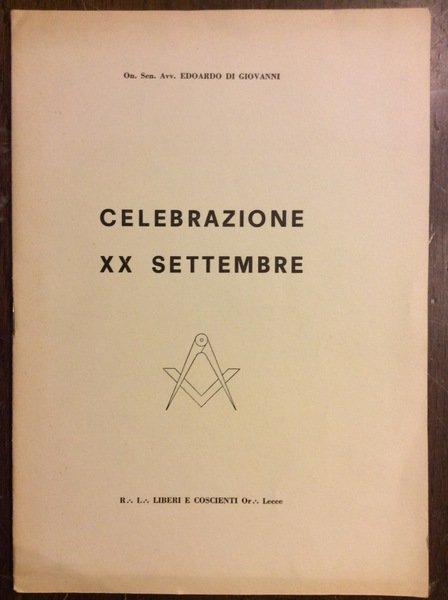 On. Sen. Avv. EDOARDO DI GIOVANNI
CELEBRAZIONE
XX SETTEMBRE
R∴ L∴ LIBERI E COSCIENTI Or∴ Lecce